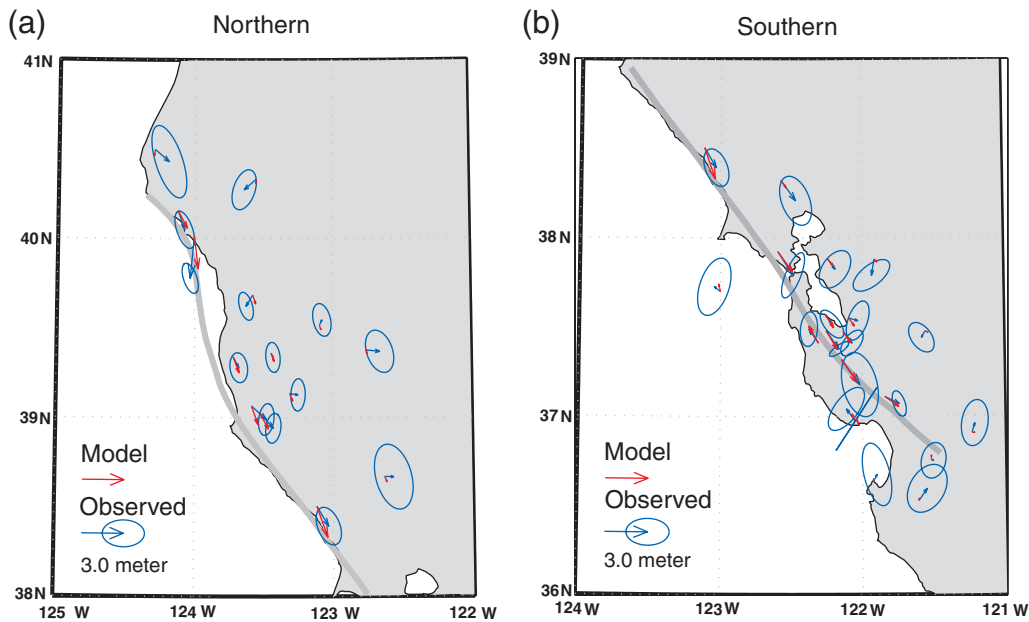 (a)
Northern
41N
40N
39N
38N
125 W
124 W
123 W
122 W
Model
Observed
3.0 meter
(b)
Southern
39N
38N
37N
36N
124 W
123 W
122 W
121 W
Model
Observed
3.0 meter